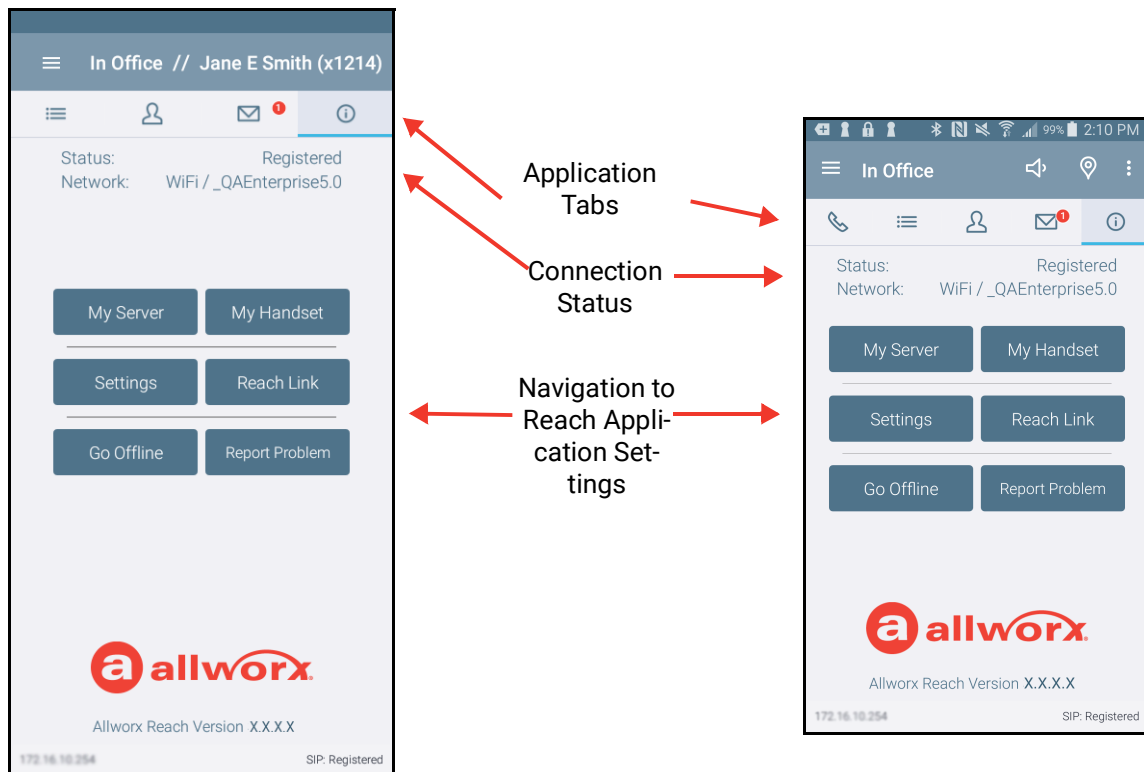 In Office // Jane E Smith (x1214)
1
Status: Registered
Network: WiFi / _QAEnterprise5.0
My Server My Handset
Settings Reach Link
Go Offline Report Problem
a allworx
Allworx Reach Version X.X.X.X
172.16.10.254 SIP: Registered
Application
Tabs
Connection
Status
Navigation to
Reach Appli-
cation Set-
tings
99% 2:10 PM
In Office
1
Status: Registered
Network: WiFi / _QAEnterprise5.0
My Server My Handset
Settings Reach Link
Go Offline Report Problem
a allworx.
Allworx Reach Version X.X.X.X
172.16.10.254 SIP: Registered